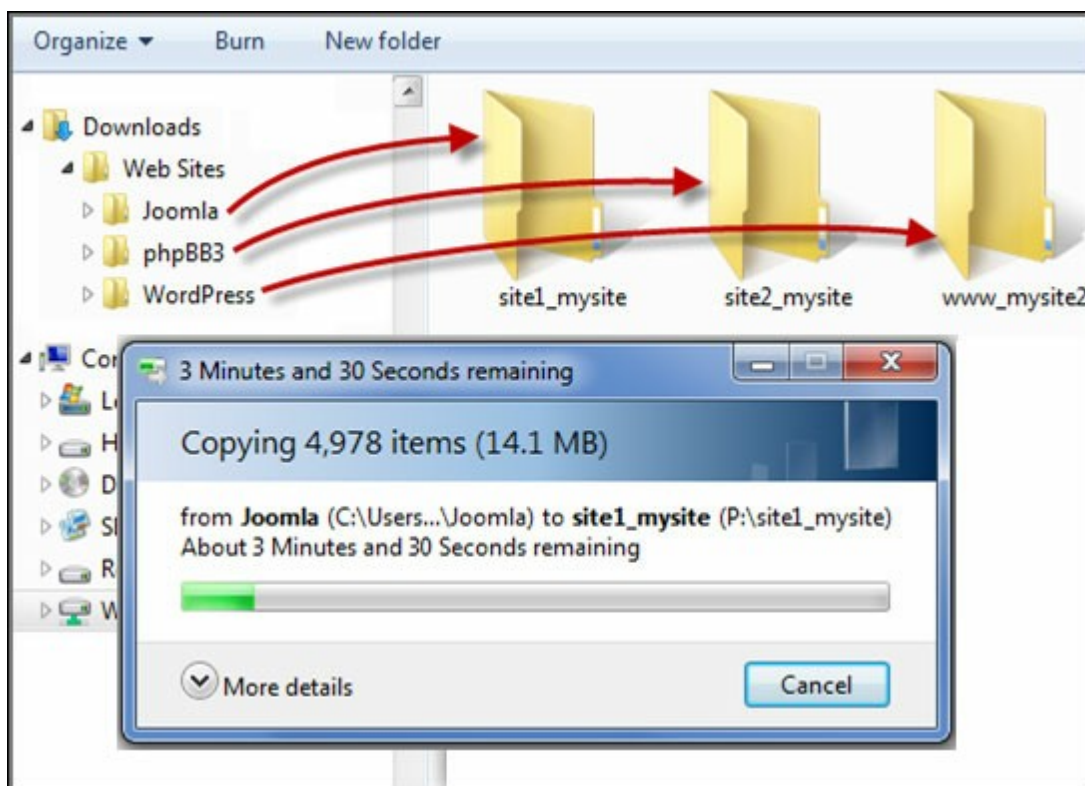 Organize Burn New folder
Downloads
Web Sites
Joomla
phpBB3
WordPress
site1_mysite site2_mysite www_mysite2
3 Minutes and 30 Seconds remaining
Copying 4,978 items (14.1 MB)
from Joomla (C:\Users...\Joomla) to site1_mysite (P:\site1_mysite)
About 3 Minutes and 30 Seconds remaining
More details
Cancel